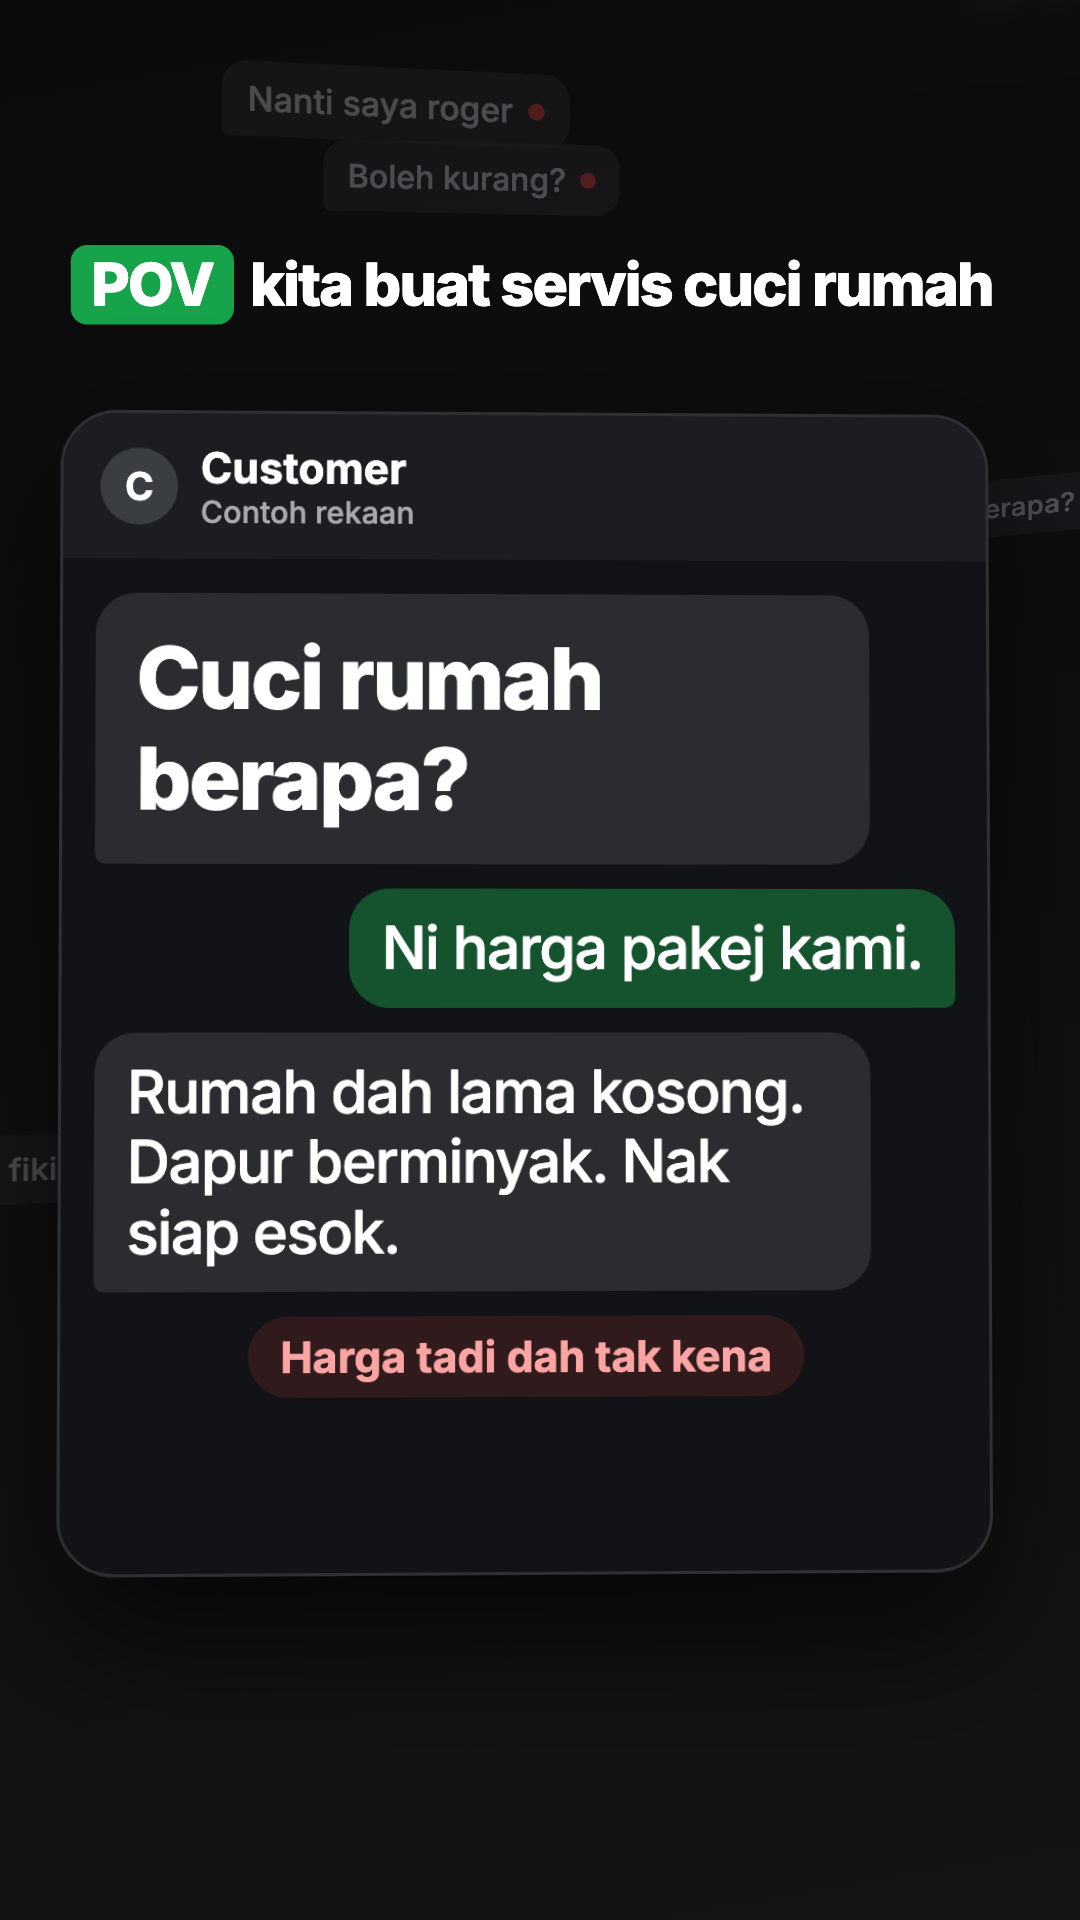 Nanti saya roger
Boleh kurang?
POV kita buat servis cuci rumah
C
Customer
Contoh rekaan
erapa?
Cuci rumah
berapa?
Ni harga pakej kami.
Rumah dah lama kosong.
Dapur berminyak. Nak
siap esok.
fiki
Harga tadi dah tak kena